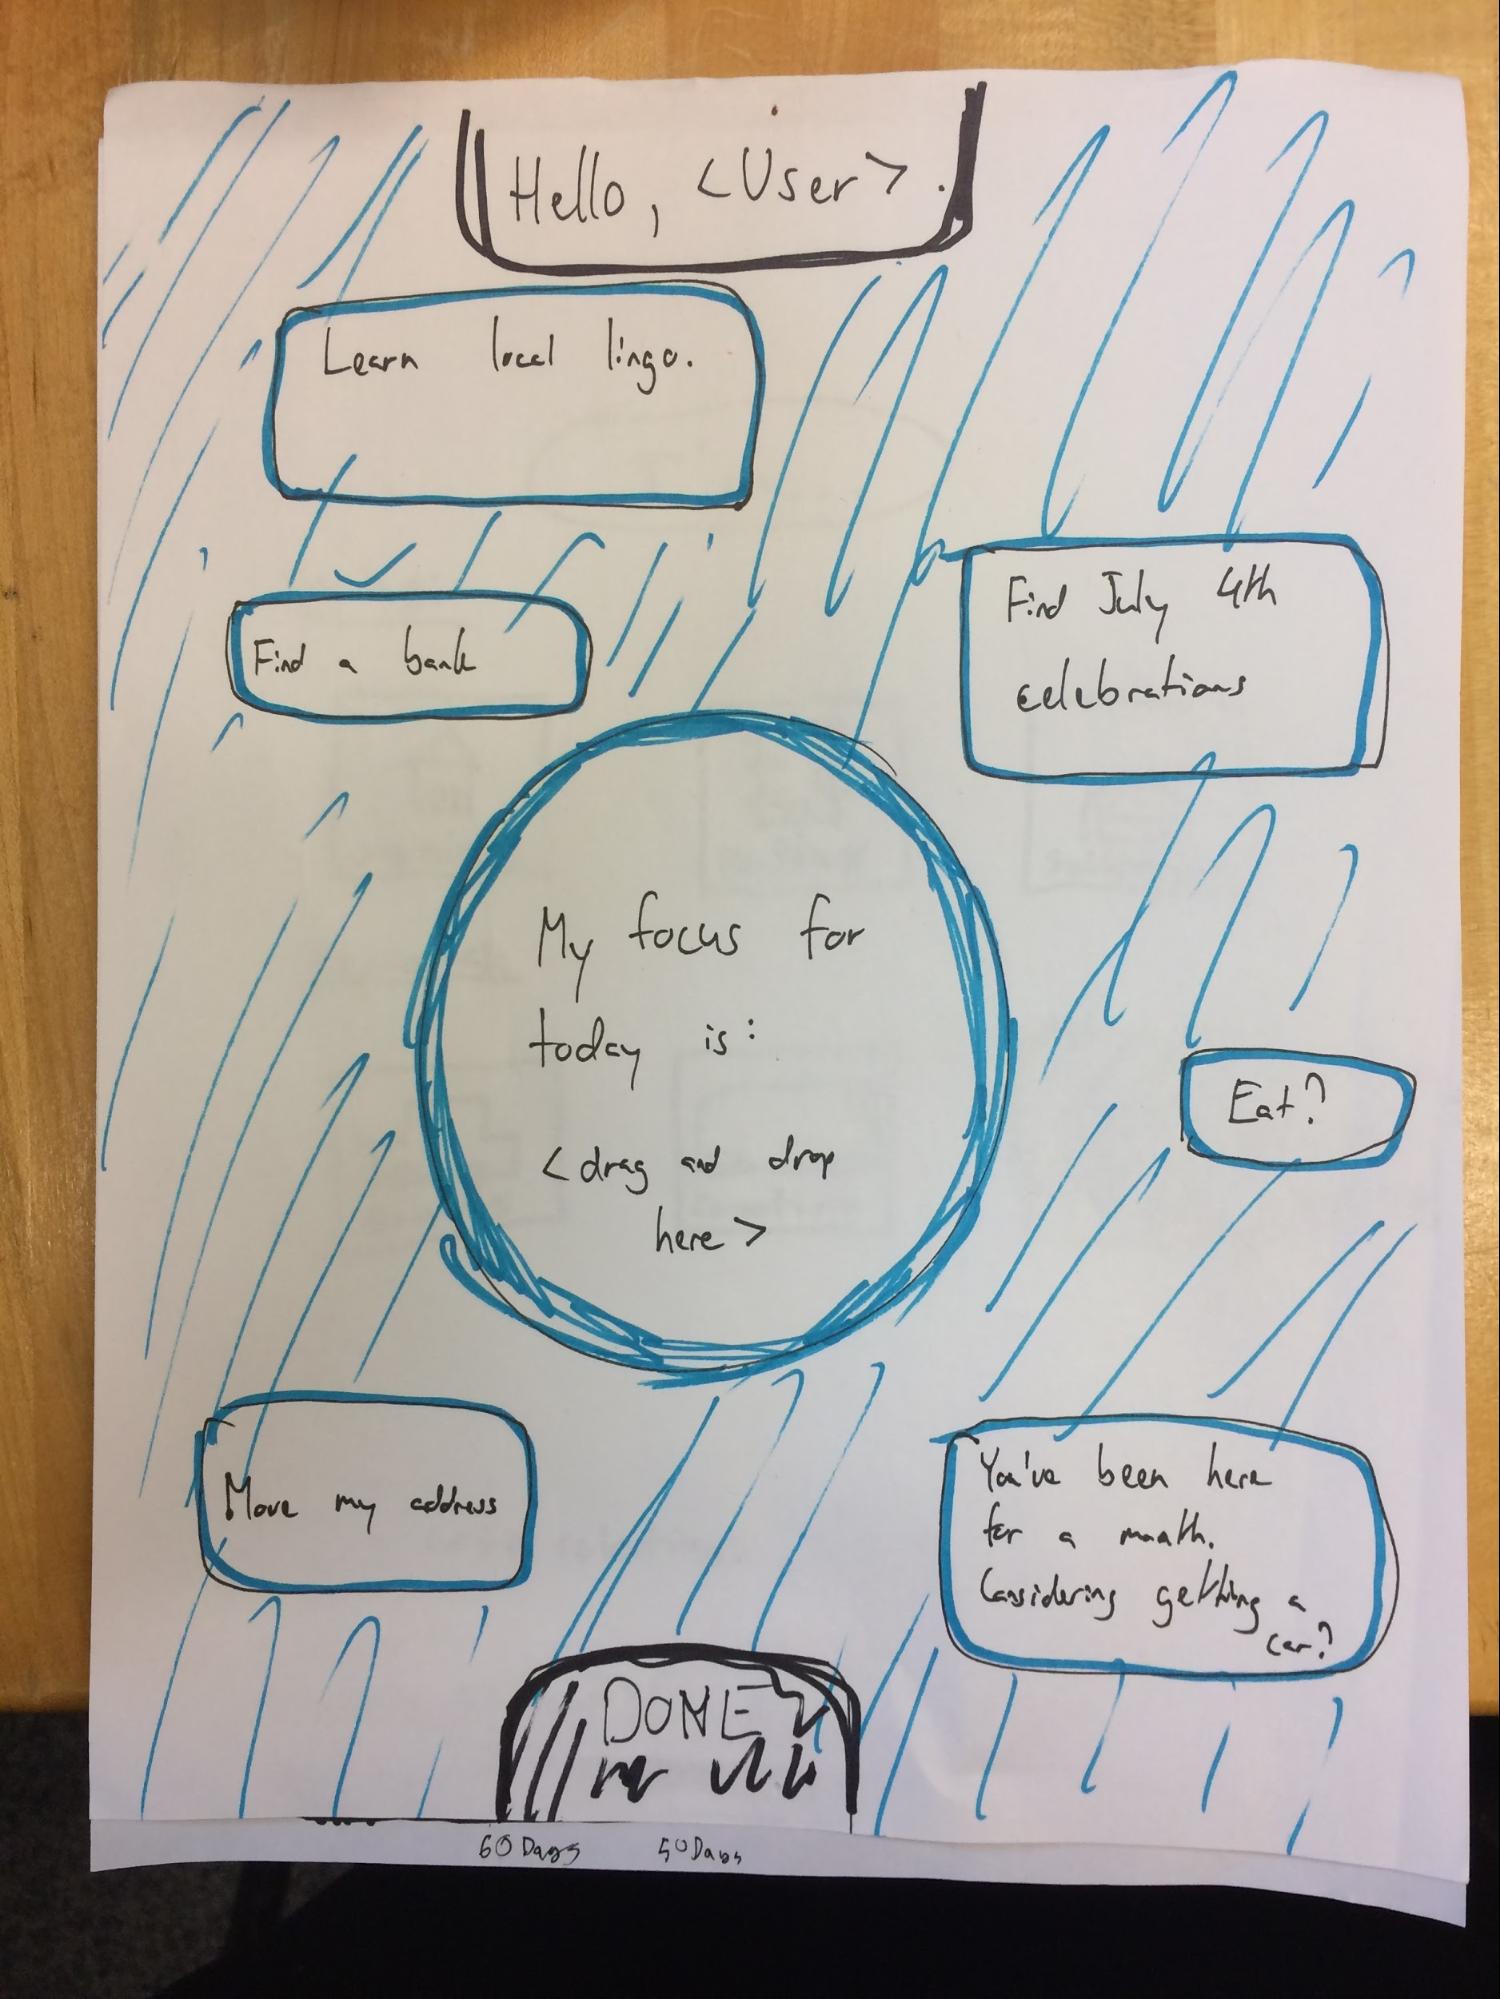 Hello, <User>.
Learn local lingo.
Find a bank
Find July 4th
celebrations
My focus for
today is:
<drag and drop
here>
Eat?
Move my address
You've been here
for a month.
Considering getting a
car?
DONE
60 Days 50 Days